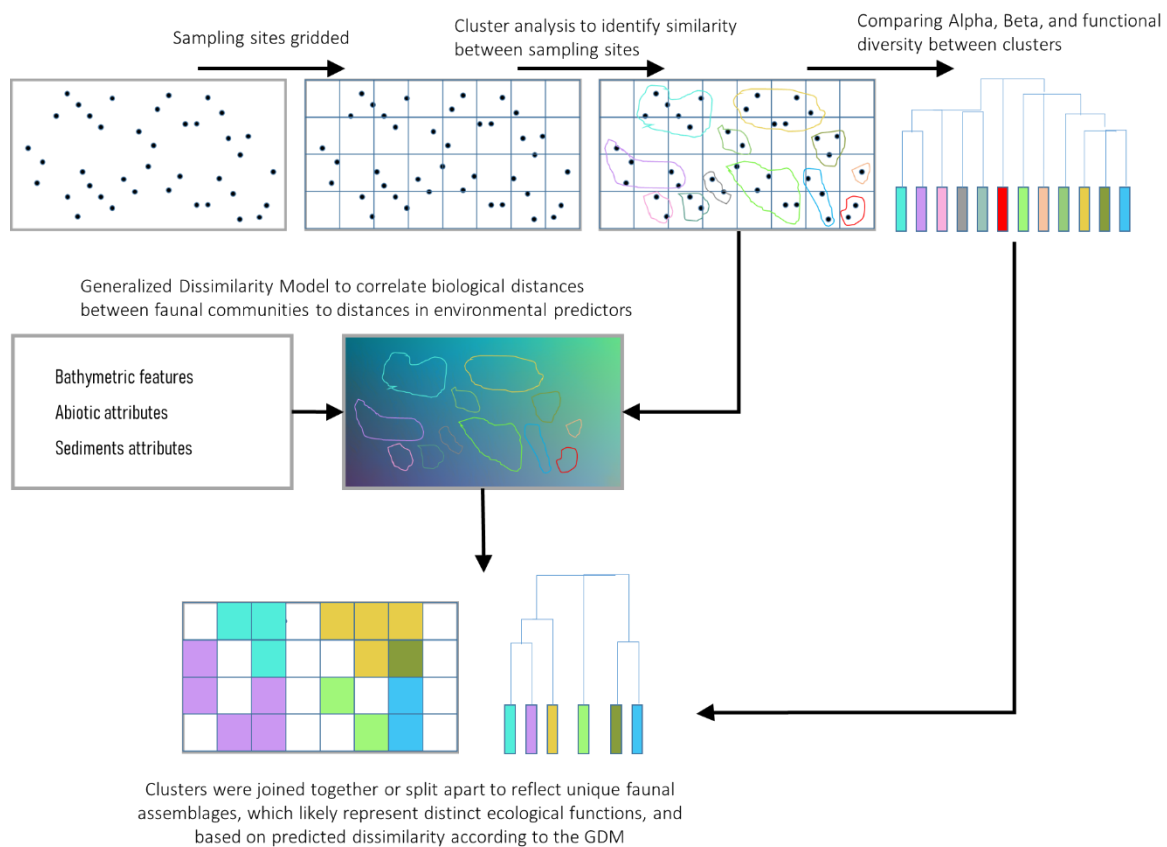 Sampling sites gridded
Cluster analysis to identify similarity
between sampling sites
Comparing Alpha, Beta, and functional
diversity between clusters
Generalized Dissimilarity Model to correlate biological distances
between faunal communities to distances in environmental predictors
Bathymetric features
Abiotic attributes
Sediments attributes
Clusters were joined together or split apart to reflect unique faunal
assemblages, which likely represent distinct ecological functions, and
based on predicted dissimilarity according to the GDM